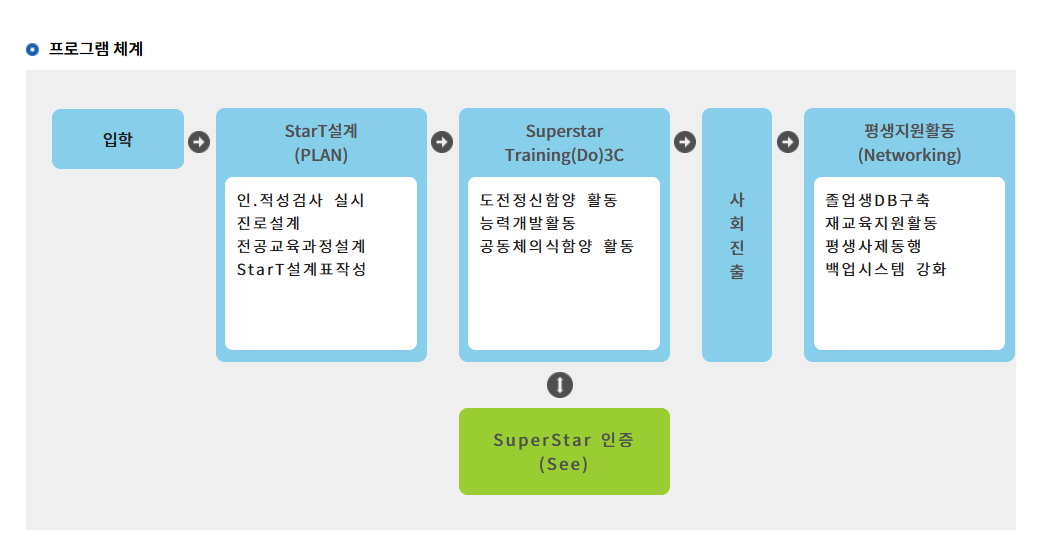 프로그램 체계
입학
StarT설계
(PLAN)
인.적성검사 실시
진로설계
전공교육과정설계
StarT설계표작성
Superstar
Training(Do)3C
도전정신함양 활동
능력개발활동
공동체의식함양 활동
사
회
진
출
평생지원활동
(Networking)
졸업생DB구축
재교육지원활동
평생사제동행
백업시스템 강화
SuperStar 인증
(See)